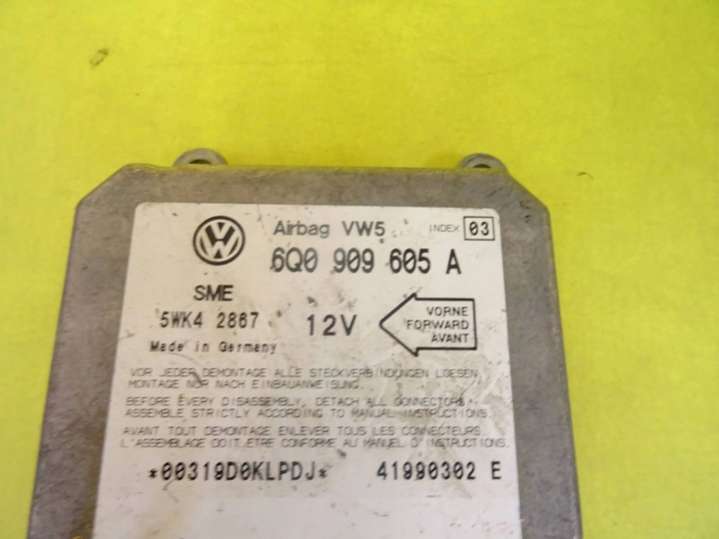 VW
Airbag VW5 INDEX 03
6Q0 909 605 A
SME
5WK4 2867 12V
VORNE
FORWARD
AVANT
Made in Germany
VOR JEDER DEMONTAGE ALLE STECKVERBINDUNGEN LOESEN
MONTAGE NUR NACH EINBAUANWEISUNG.
BEFORE EVERY DISASSEMBLY, DETACH ALL CONNECTORS.
ASSEMBLE STRICTLY ACCORDING TO MANUAL INSTRUCTIONS.
AVANT TOUT DEMONTAGE ENLEVER TOUS LES CONNECTEURS.
L'ASSEMBLAGE DOIT ETRE CONFORME AU MANUEL D'INSTRUCTIONS.
*00319D0KLPDJ* 41990302 E